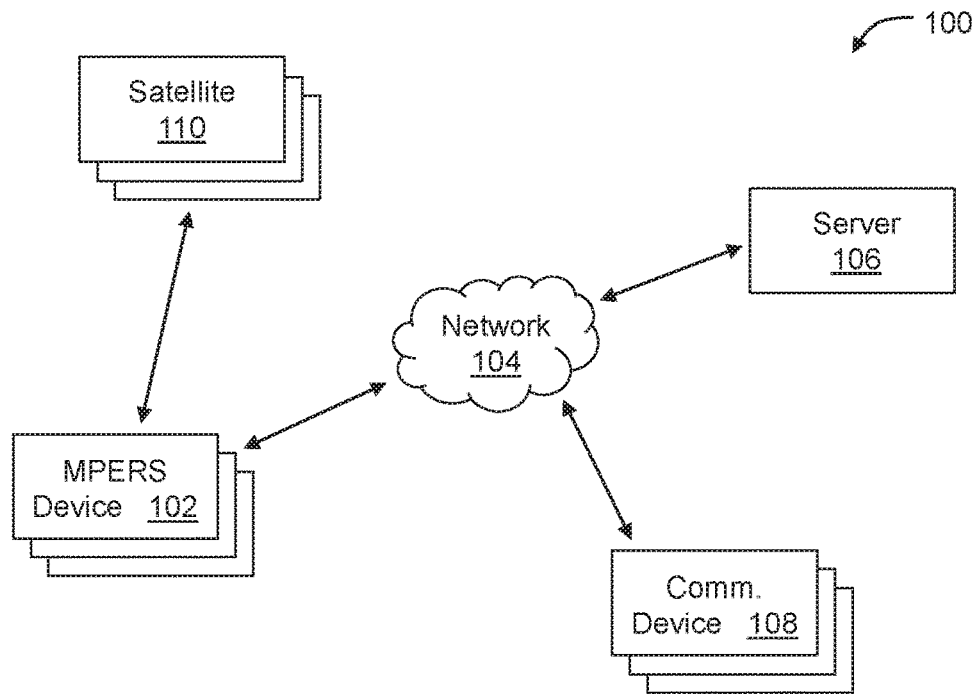 100
Satellite
110
Server
106
Network
104
MPERS
Device 102
Comm.
Device 108